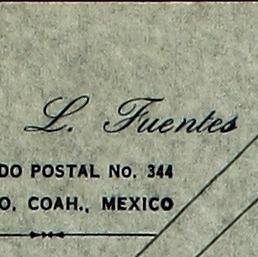 L. Fuentes
DO POSTAL No. 344
O, COAH., MEXICO